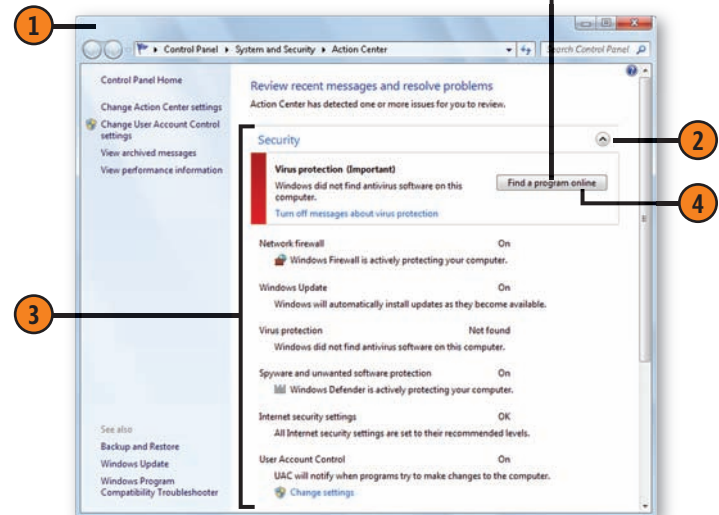 1
Control Panel ▸ System and Security ▸ Action Center
Search Control Panel
Control Panel Home
Change Action Center settings
Change User Account Control
settings
View archived messages
View performance information
See also
Backup and Restore
Windows Update
Windows Program
Compatibility Troubleshooter
Review recent messages and resolve problems
Action Center has detected one or more issues for you to review.
Security
2
Virus protection (Important)
Windows did not find antivirus software on this
computer.
Find a program online
4
Turn off messages about virus protection
3
Network firewall On
Windows Firewall is actively protecting your computer.
Windows Update On
Windows will automatically install updates as they become available.
Virus protection Not found
Windows did not find antivirus software on this computer.
Spyware and unwanted software protection On
Windows Defender is actively protecting your computer.
Internet security settings OK
All Internet security settings are set to their recommended levels.
User Account Control On
UAC will notify when programs try to make changes to the computer.
Change settings